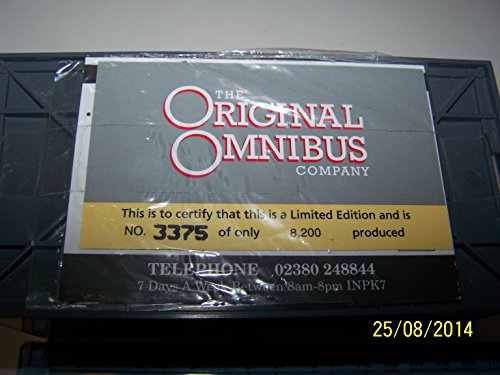 THE
ORIGINAL
OMNIBUS
COMPANY
This is to certify that this is a Limited Edition and is
NO. 3375 of only 8,200 produced
TELEPHONE 02380 248844
7 Days A Week Between 8am-8pm INPK7
25/08/2014